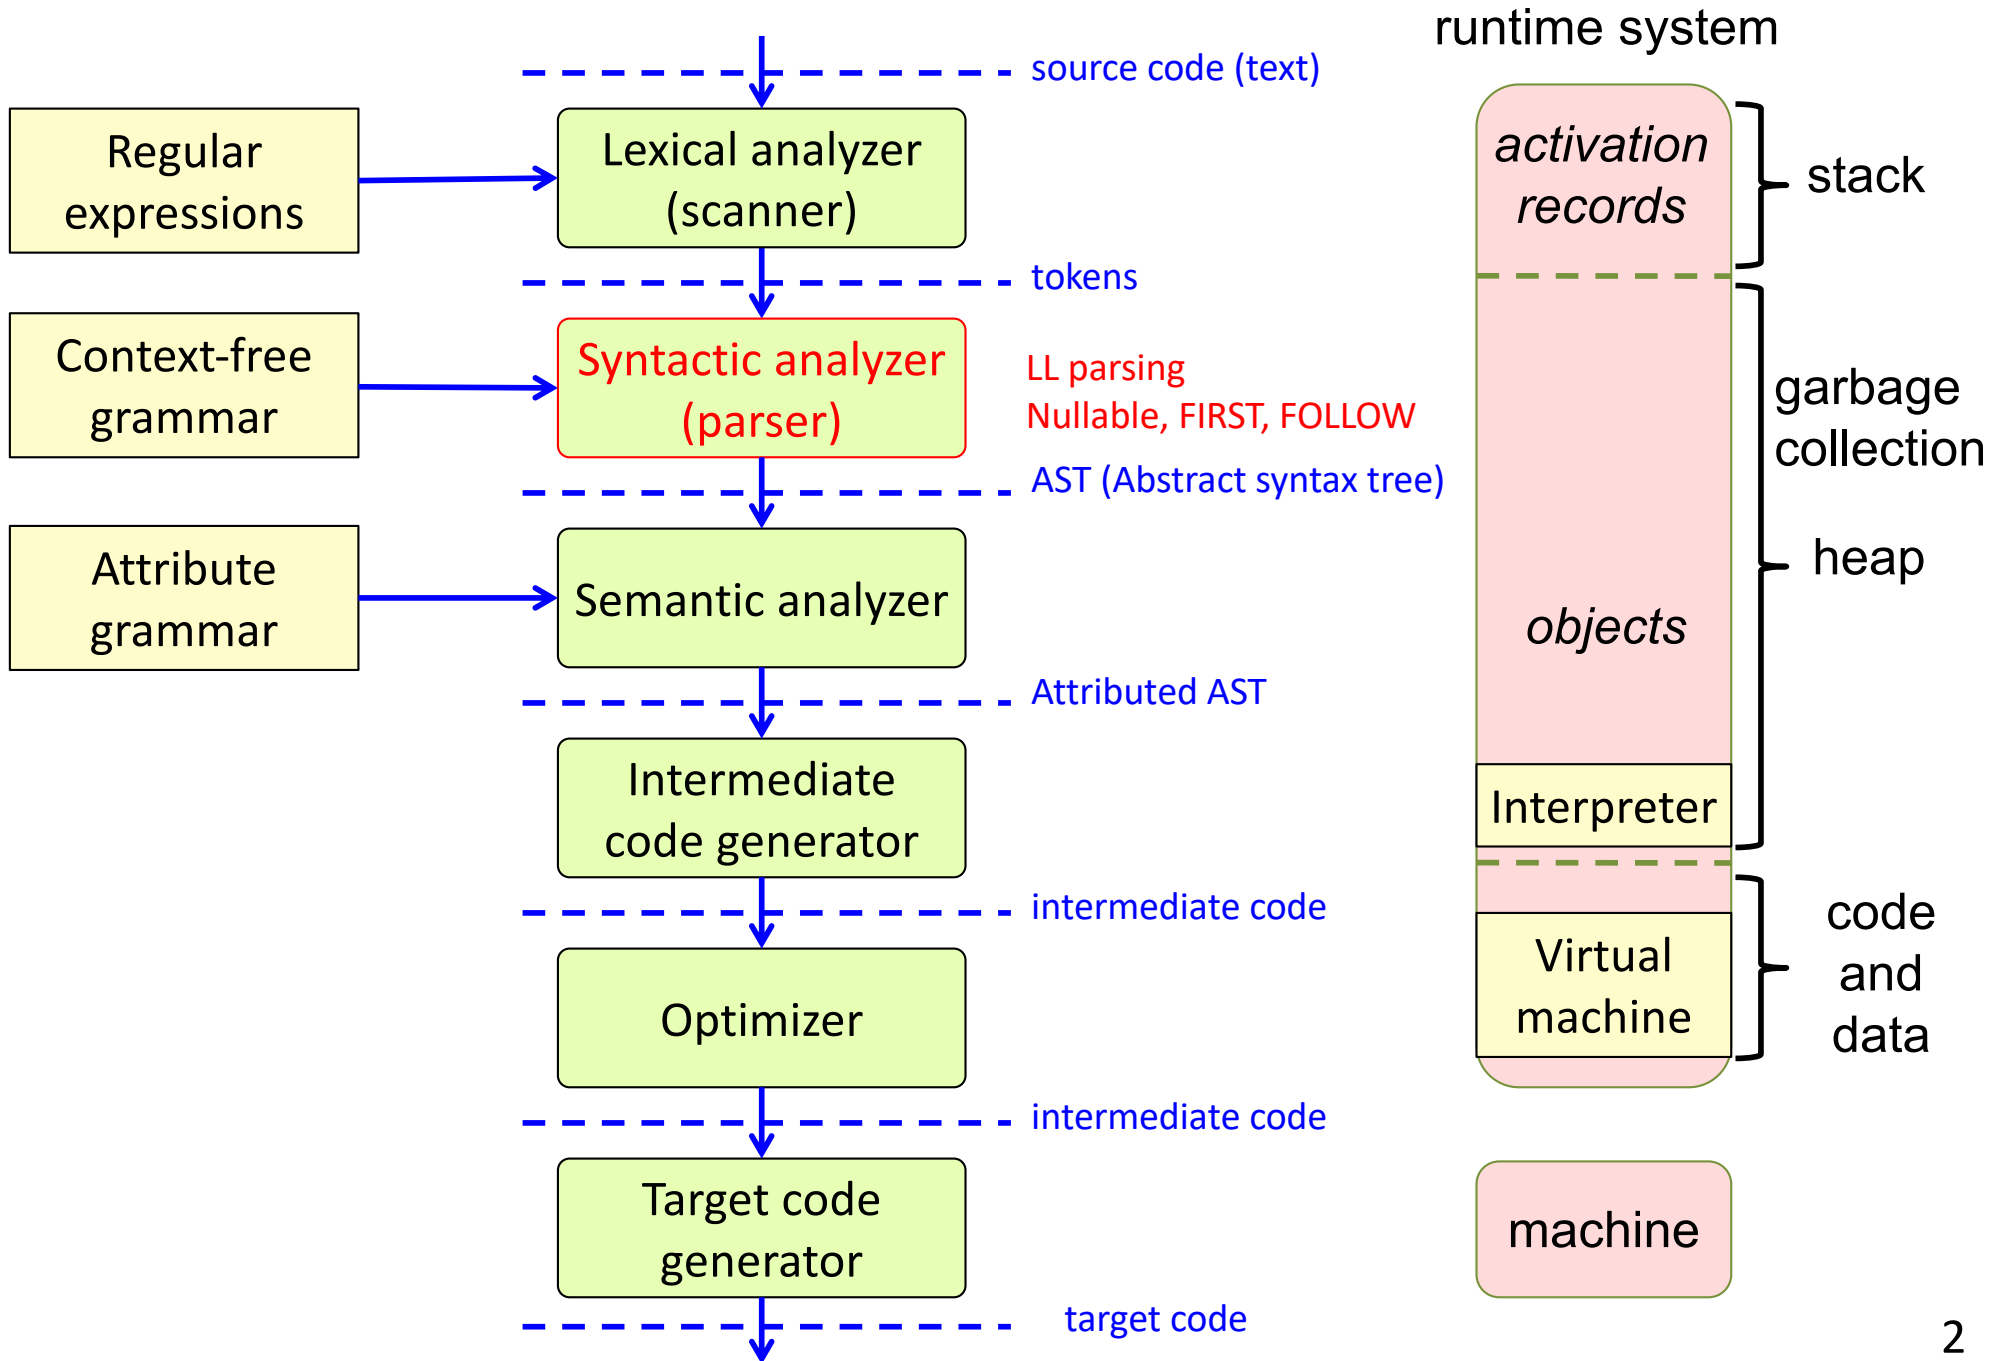 runtime system
source code (text)
Regular
expressions
Lexical analyzer
(scanner)
activation
records
stack
tokens
Context-free
grammar
Syntactic analyzer
(parser)
LL parsing
Nullable, FIRST, FOLLOW
garbage
collection
AST (Abstract syntax tree)
Attribute
grammar
Semantic analyzer
heap
objects
Attributed AST
Intermediate
code generator
Interpreter
intermediate code
code
and
data
Virtual
machine
Optimizer
intermediate code
Target code
generator
machine
target code
2